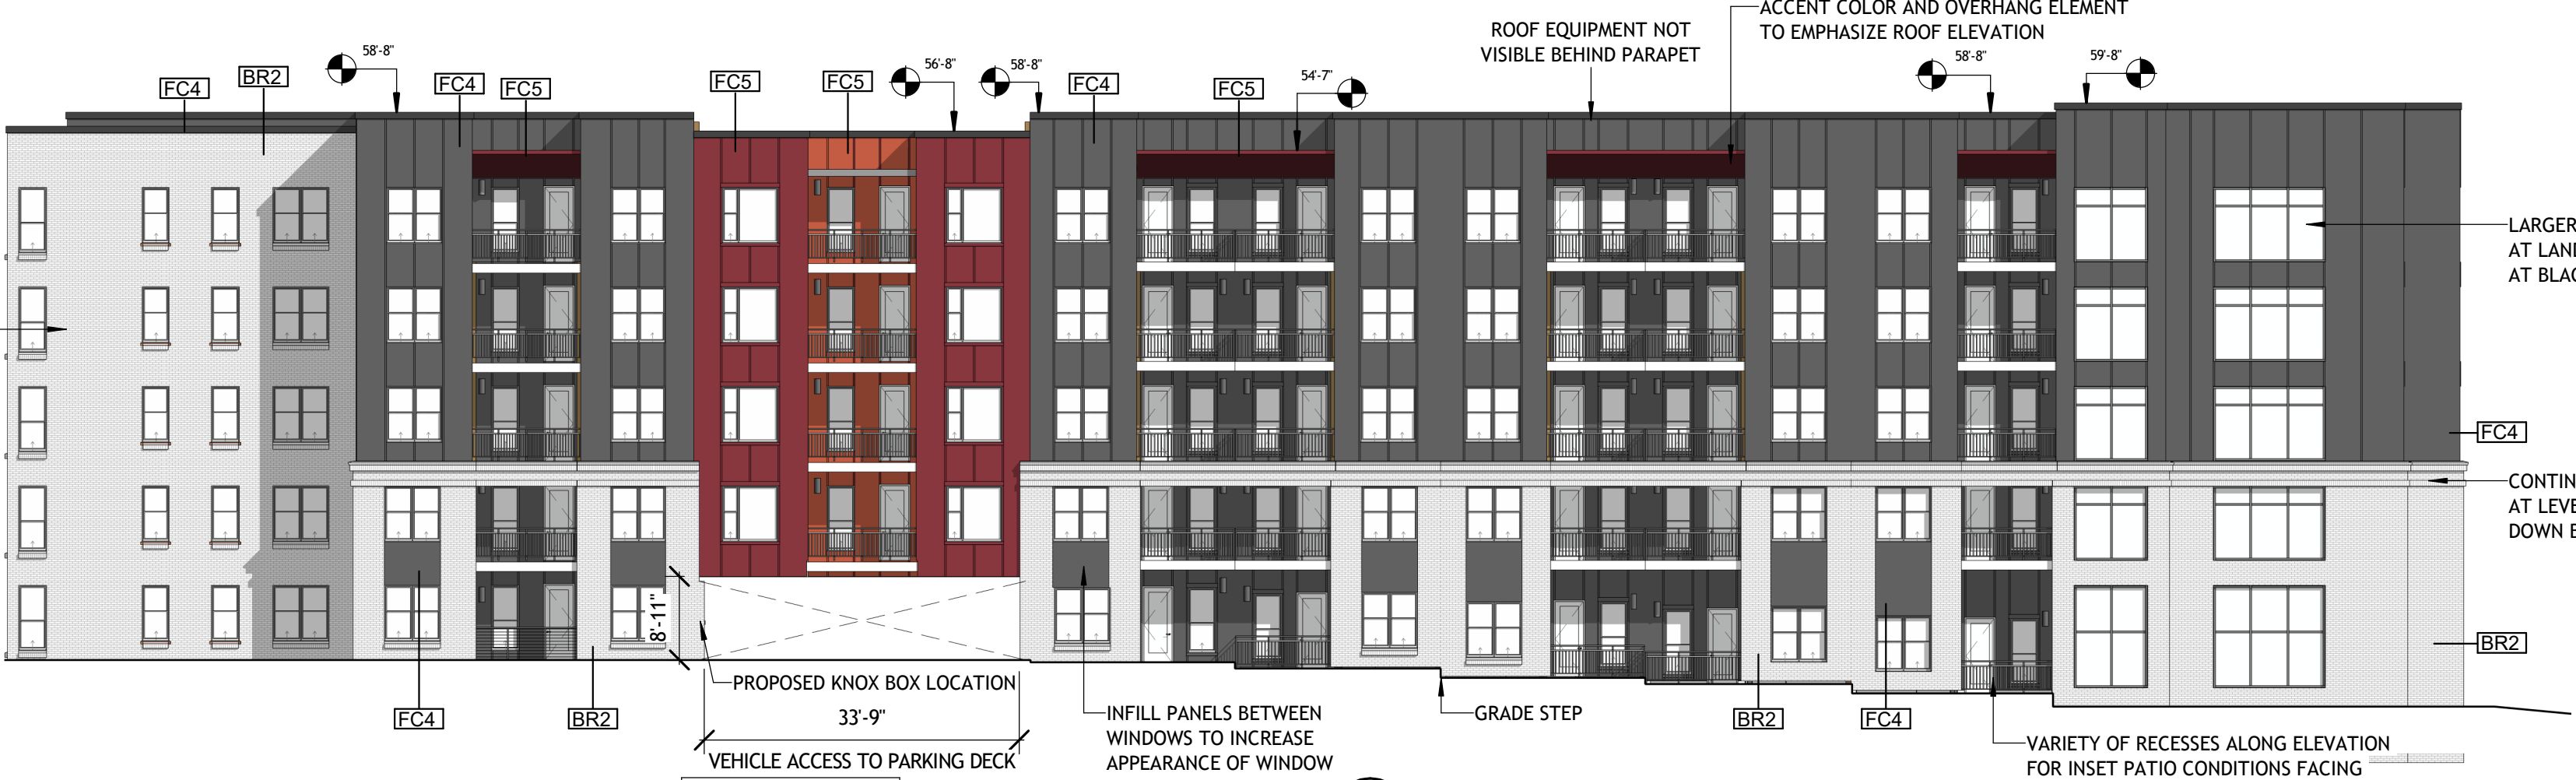 ACCENT COLOR AND OVERHANG ELEMENT
TO EMPHASIZE ROOF ELEVATION
ROOF EQUIPMENT NOT
VISIBLE BEHIND PARAPET
58'-8"
56'-8"
58'-8"
54'-7"
58'-8"
59'-8"
FC4
BR2
FC4
FC5
FC5
FC5
FC4
FC5
LARGER
AT
AT
FC4
AT
DOWN
8'-11"
BR2
PROPOSED KNOX BOX LOCATION
33'-9"
VEHICLE ACCESS TO PARKING DECK
FC4
BR2
INFILL PANELS BETWEEN
WINDOWS TO INCREASE
APPEARANCE OF WINDOW
GRADE STEP
BR2
FC4
VARIETY OF RECESSES ALONG ELEVATION
FOR INSET PATIO CONDITIONS FACING